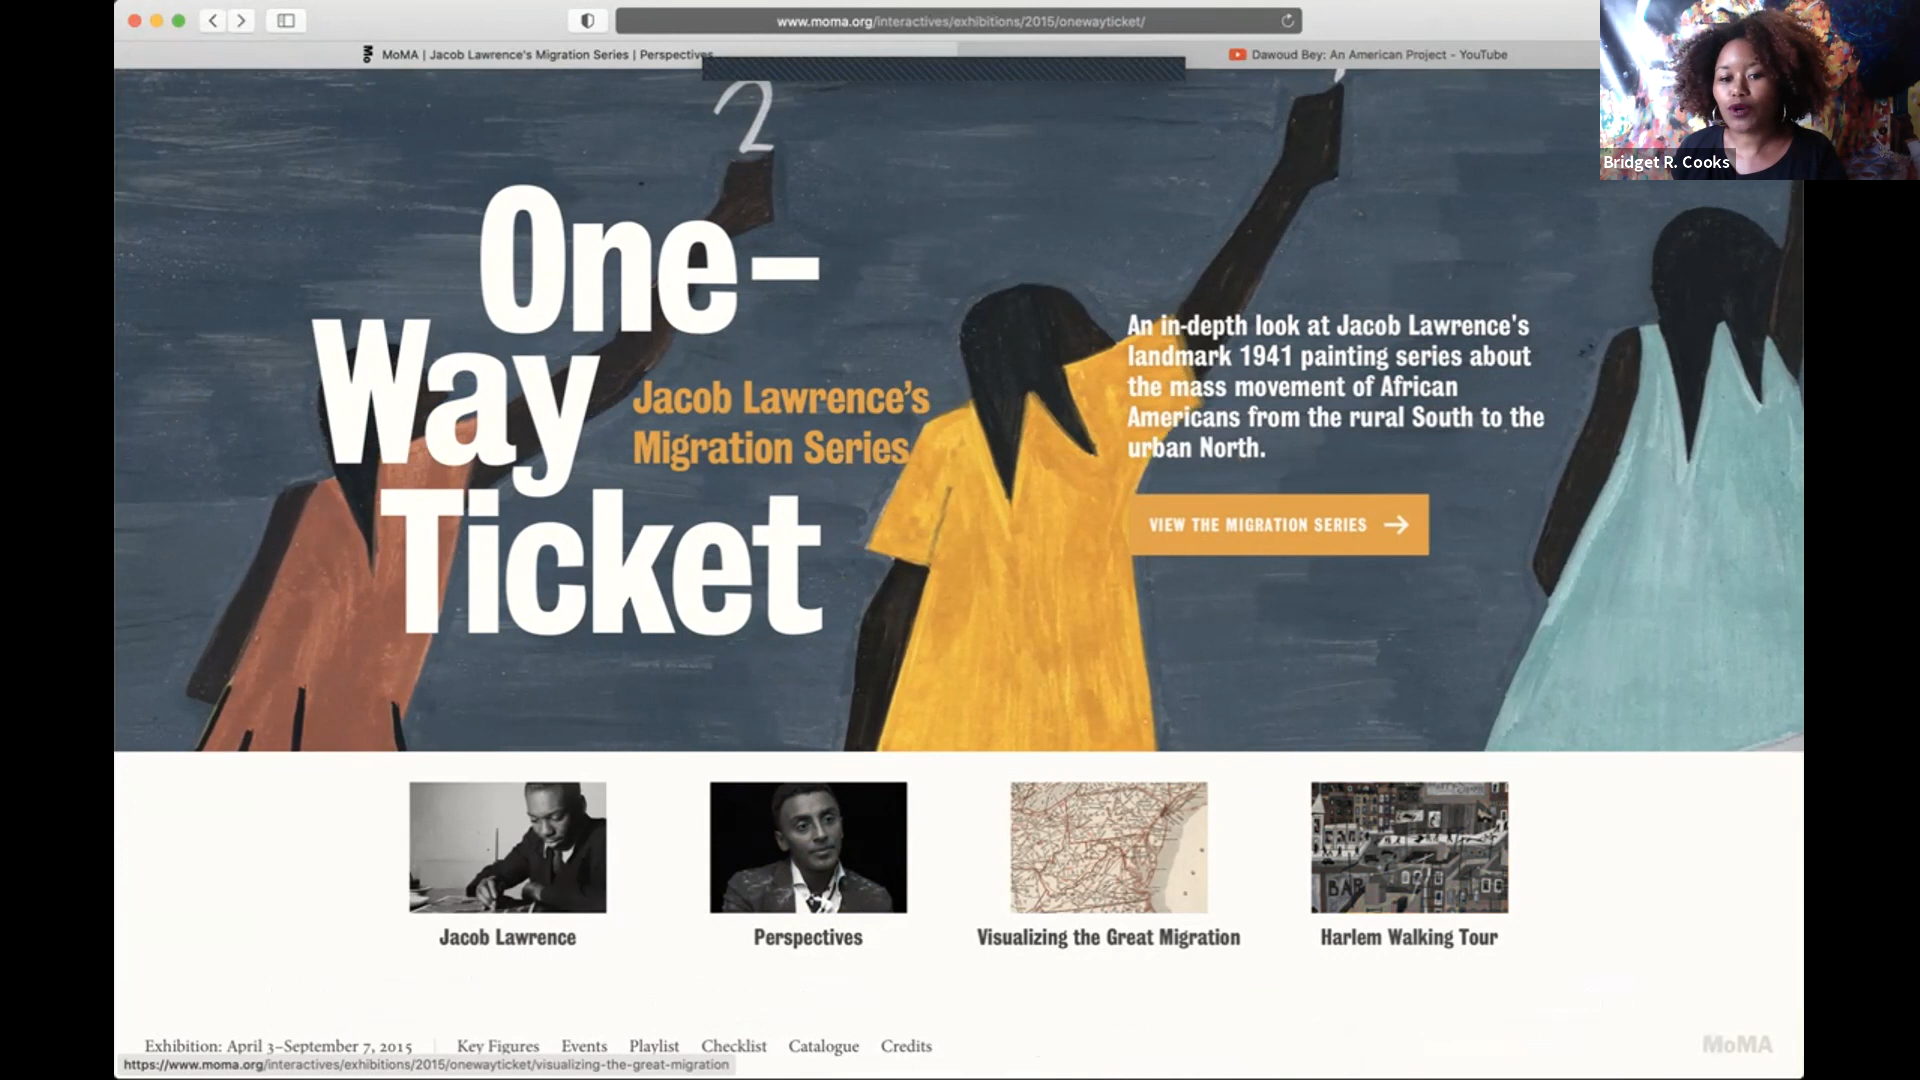 www.moma.org/interactives/exhibitions/2015/onewayticket/
Mo
MoMA | Jacob Lawrence's Migration Series | Perspectives
Dawoud Bey: An American Project - YouTube
Bridget R. Cooks
2
One-
Way
Ticket
Jacob Lawrence's
Migration Series
An in-depth look at Jacob Lawrence's
landmark 1941 painting series about
the mass movement of African
Americans from the rural South to the
urban North.
VIEW THE MIGRATION SERIES
BAR
Jacob Lawrence
Perspectives
Visualizing the Great Migration
Harlem Walking Tour
Exhibition: April 3–September 7, 2015
Key Figures
Events
Playlist
Checklist
Catalogue
Credits
MoMA
https://www.moma.org/interactives/exhibitions/2015/onewayticket/visualizing-the-great-migration